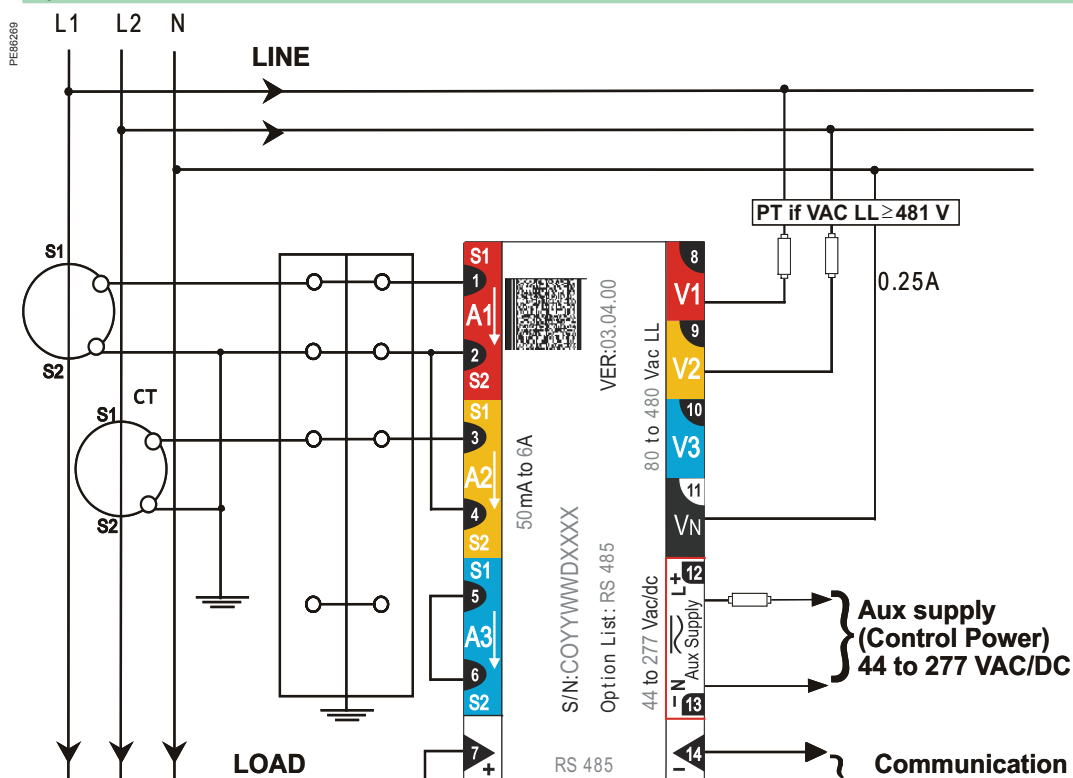 PE86269
L1 L2 N
LINE
PT if VAC LL≥481 V
0.25A
S1
S2
CT
S1
S2
S1
1
A1
2
S2
S1
3
A2
4
S2
S1
5
A3
6
S2
7
+
50mA to 6A
S/N:COYYWWDXXXX
VER:03.04.00
Option List: RS 485
RS 485
80 to 480 Vac LL
44 to 277 Vac/dc
8
V1
9
V2
10
V3
11
VN
12
L+
Aux Supply
– N
13
14
–
Aux supply
(Control Power)
44 to 277 VAC/DC
LOAD
Communication